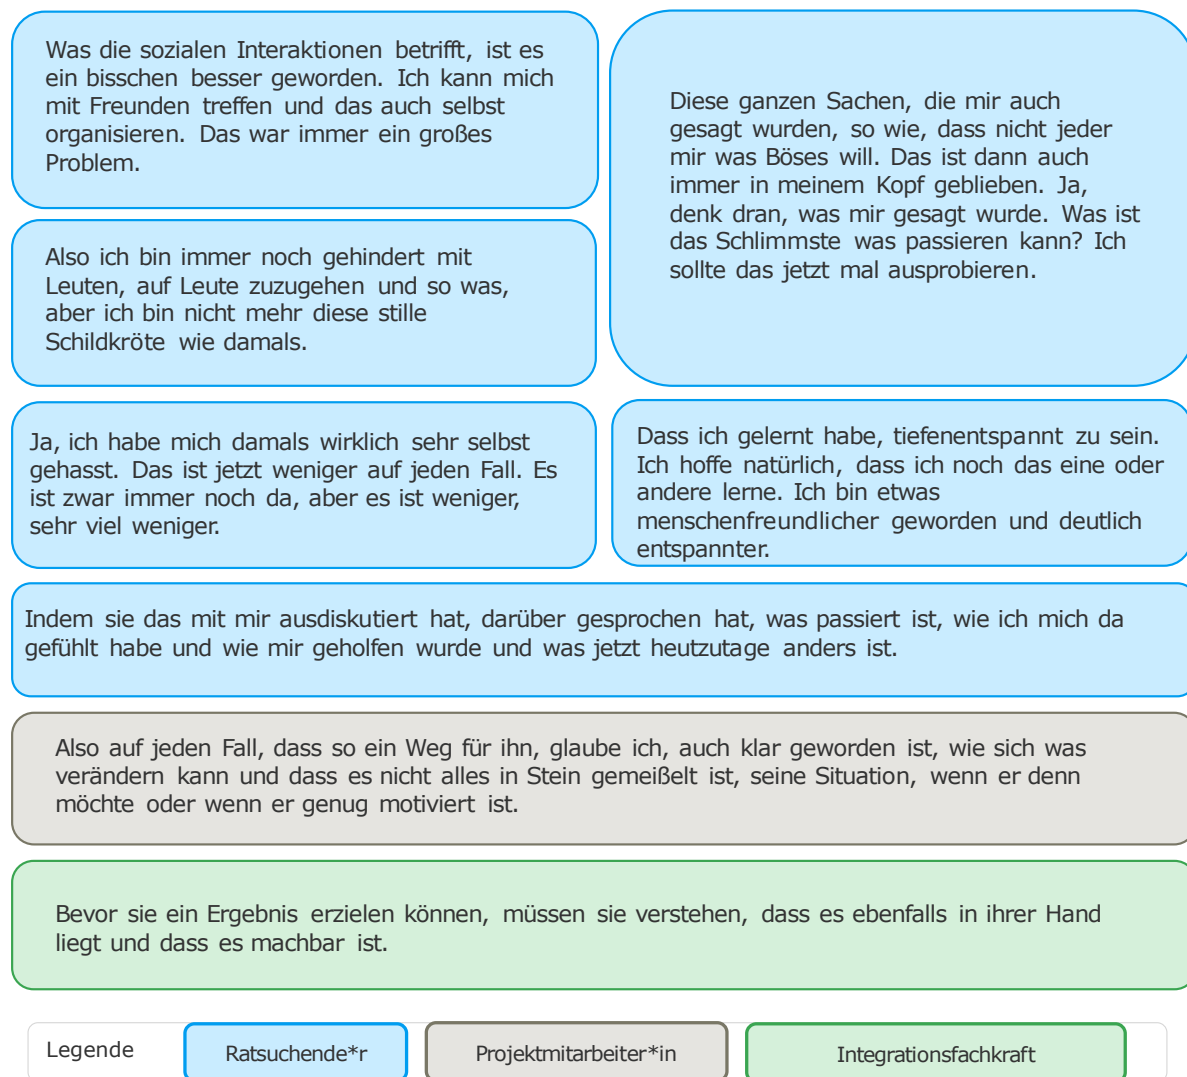 Was die sozialen Interaktionen betrifft, ist es
ein bisschen besser geworden. Ich kann mich
mit Freunden treffen und das auch selbst
organisieren. Das war immer ein großes
Problem.
Diese ganzen Sachen, die mir auch
gesagt wurden, so wie, dass nicht jeder
mir was Böses will. Das ist dann auch
immer in meinem Kopf geblieben. Ja,
denk dran, was mir gesagt wurde. Was ist
das Schlimmste was passieren kann? Ich
sollte das jetzt mal ausprobieren.
Also ich bin immer noch gehindert mit
Leuten, auf Leute zuzugehen und so was,
aber ich bin nicht mehr diese stille
Schildkröte wie damals.
Ja, ich habe mich damals wirklich sehr selbst
gehasst. Das ist jetzt weniger auf jeden Fall. Es
ist zwar immer noch da, aber es ist weniger,
sehr viel weniger.
Dass ich gelernt habe, tiefenentspannt zu sein.
Ich hoffe natürlich, dass ich noch das eine oder
andere lerne. Ich bin etwas
menschenfreundlicher geworden und deutlich
entspannter.
Indem sie das mit mir ausdiskutiert hat, darüber gesprochen hat, was passiert ist, wie ich mich da
gefühlt habe und wie mir geholfen wurde und was jetzt heutzutage anders ist.
Also auf jeden Fall, dass so ein Weg für ihn, glaube ich, auch klar geworden ist, wie sich was
verändern kann und dass es nicht alles in Stein gemeißelt ist, seine Situation, wenn er denn
möchte oder wenn er genug motiviert ist.
Bevor sie ein Ergebnis erzielen können, müssen sie verstehen, dass es ebenfalls in ihrer Hand
liegt und dass es machbar ist.
Legende
Ratsuchende*r
Projektmitarbeiter*in
Integrationsfachkraft